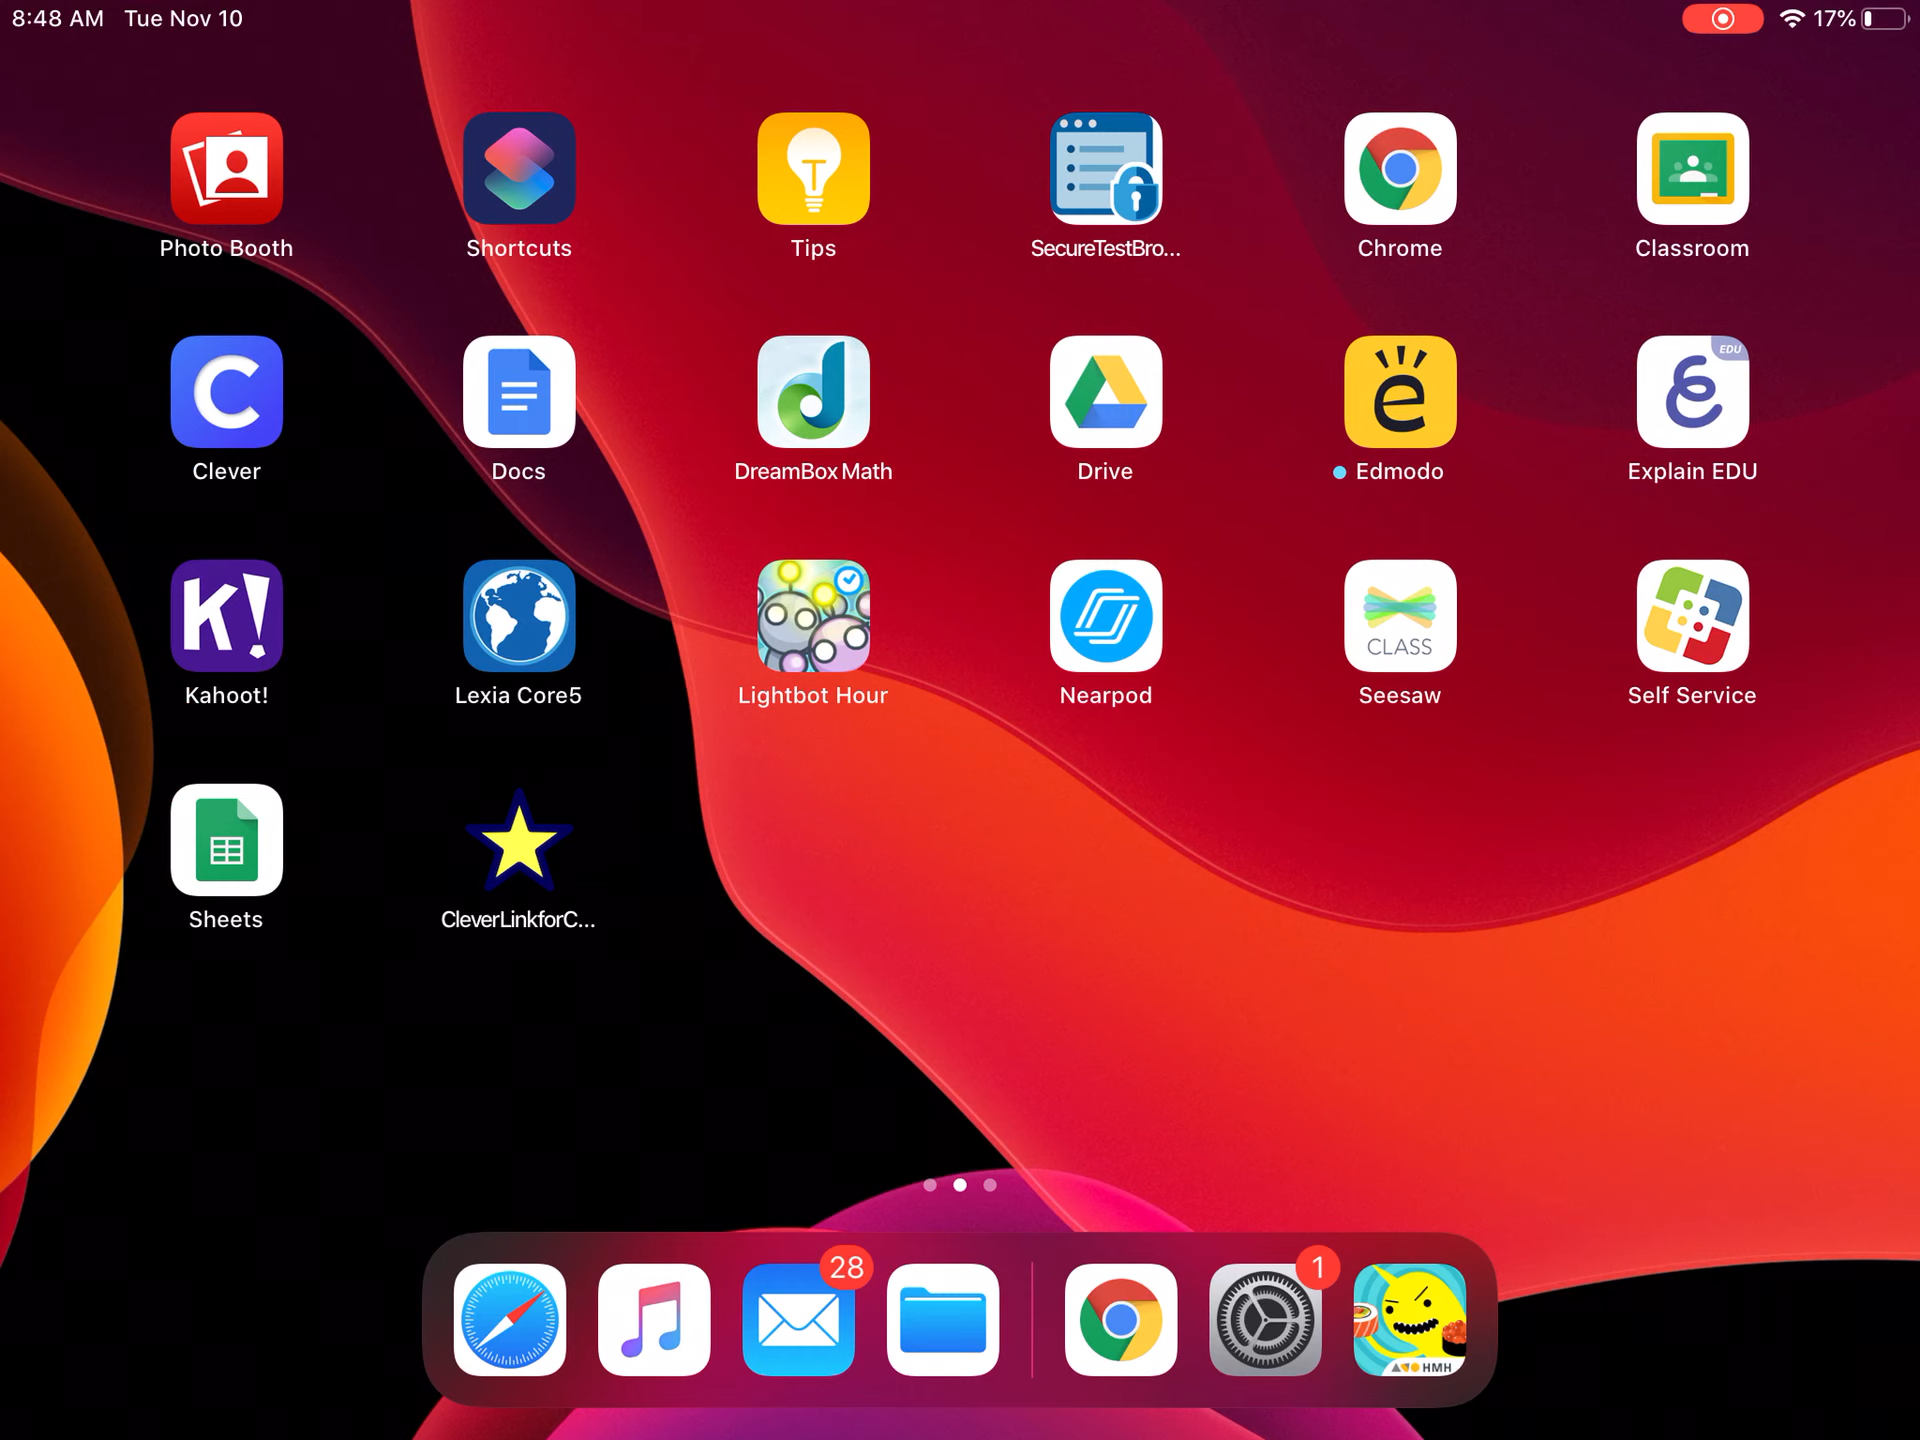 8:48 AM Tue Nov 10
17%
Photo Booth
Shortcuts
Tips
SecureTestBro...
Chrome
Classroom
C
EDU
Clever
Docs
DreamBox Math
Drive
Edmodo
Explain EDU
K!
CLASS
Kahoot!
Lexia Core5
Lightbot Hour
Nearpod
Seesaw
Self Service
Sheets
CleverLinkforC...
28
1
HMH